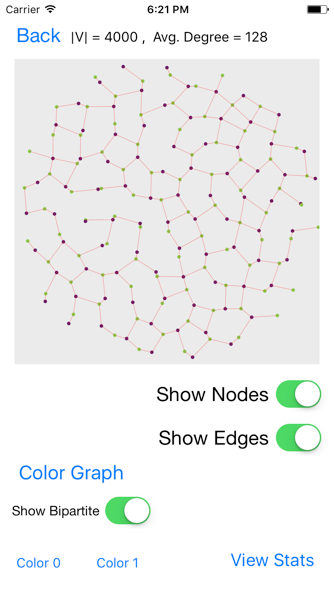 Carrier 6:21 PM
Back |V| = 4000 , Avg. Degree = 128
Show Nodes
Show Edges
Color Graph
Show Bipartite
Color 0 Color 1 View Stats